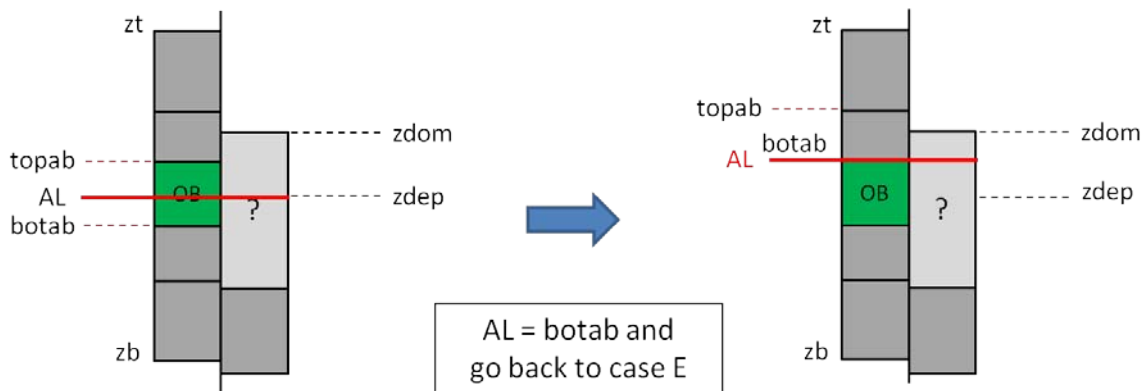 zt
topab
AL
botab
zb
OB
?
zdom
zdep
AL = botab and
go back to case E
zt
topab
botab
AL
zb
OB
?
zdom
zdep